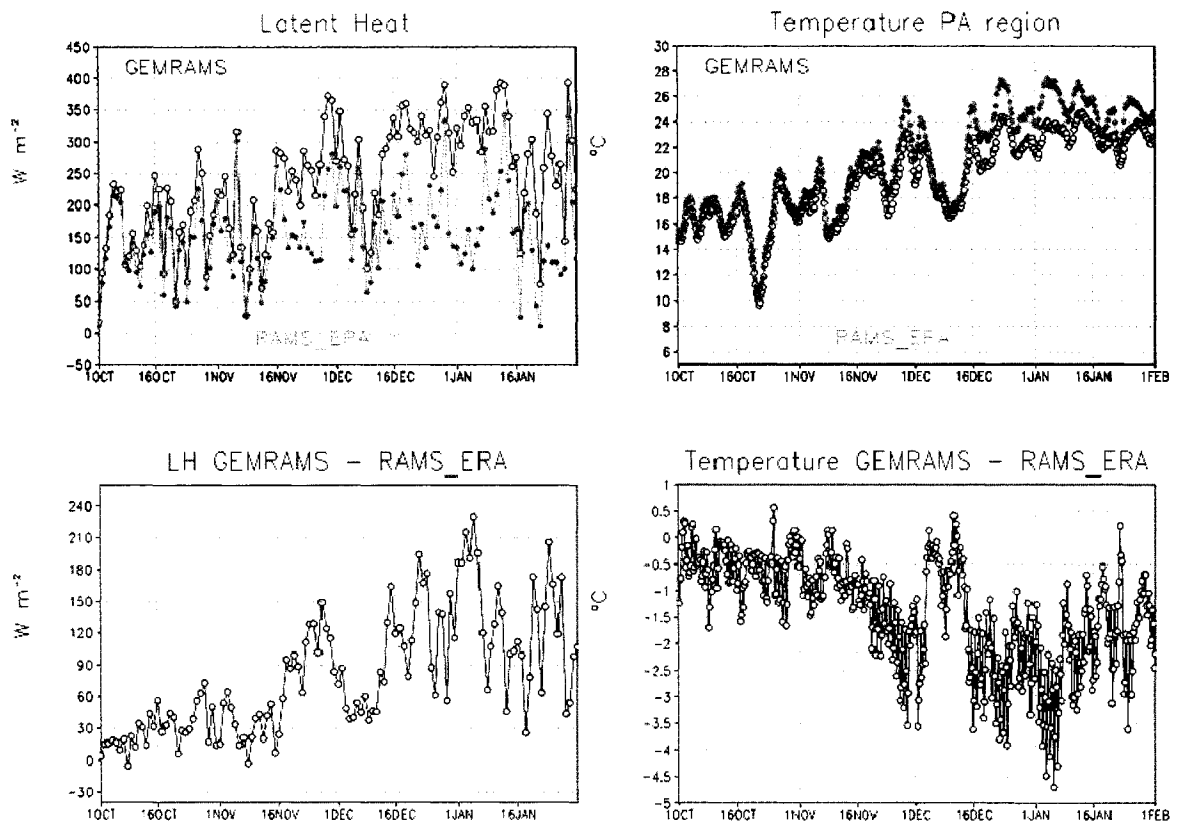 Latent Heat
W m⁻²
450
400
350
300
250
200
150
100
50
0
-50
GEMRAMS
RAMS_ERA
1OCT 16OCT 1NOV 16NOV 1DEC 16DEC 1JAN 16JAN
Temperature PA region
°C
30
28
26
24
22
20
18
16
14
12
10
8
6
GEMRAMS
RAMS_ERA
1OCT 16OCT 1NOV 16NOV 1DEC 16DEC 1JAN 16JAN 1FEB
LH GEMRAMS - RAMS_ERA
W m⁻²
240
210
180
150
120
90
60
30
0
-30
1OCT 16OCT 1NOV 16NOV 1DEC 16DEC 1JAN 16JAN
Temperature GEMRAMS - RAMS_ERA
°C
1
0.5
0
-0.5
-1
-1.5
-2
-2.5
-3
-3.5
-4
-4.5
-5
1OCT 16OCT 1NOV 16NOV 1DEC 16DEC 1JAN 16JAN 1FEB